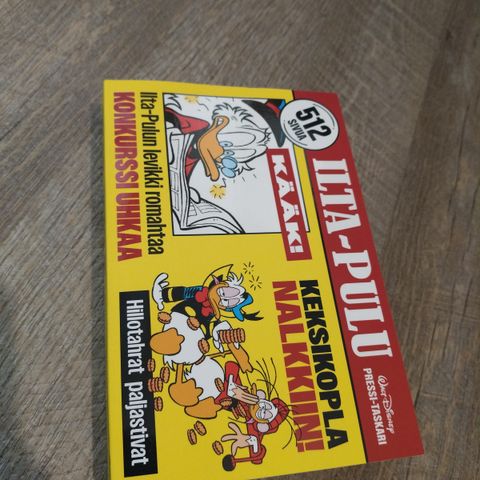 ILTA-PULU
512
SIVUA
WALT DISNEY
PRESSI-TASKARI
KÄÄK!
Ilta-Pulun levikki romahtaa
KONKURSSI UHKAA
KEKSIKOPLA
NALKKIIN!
Hillotahrat paljastivat